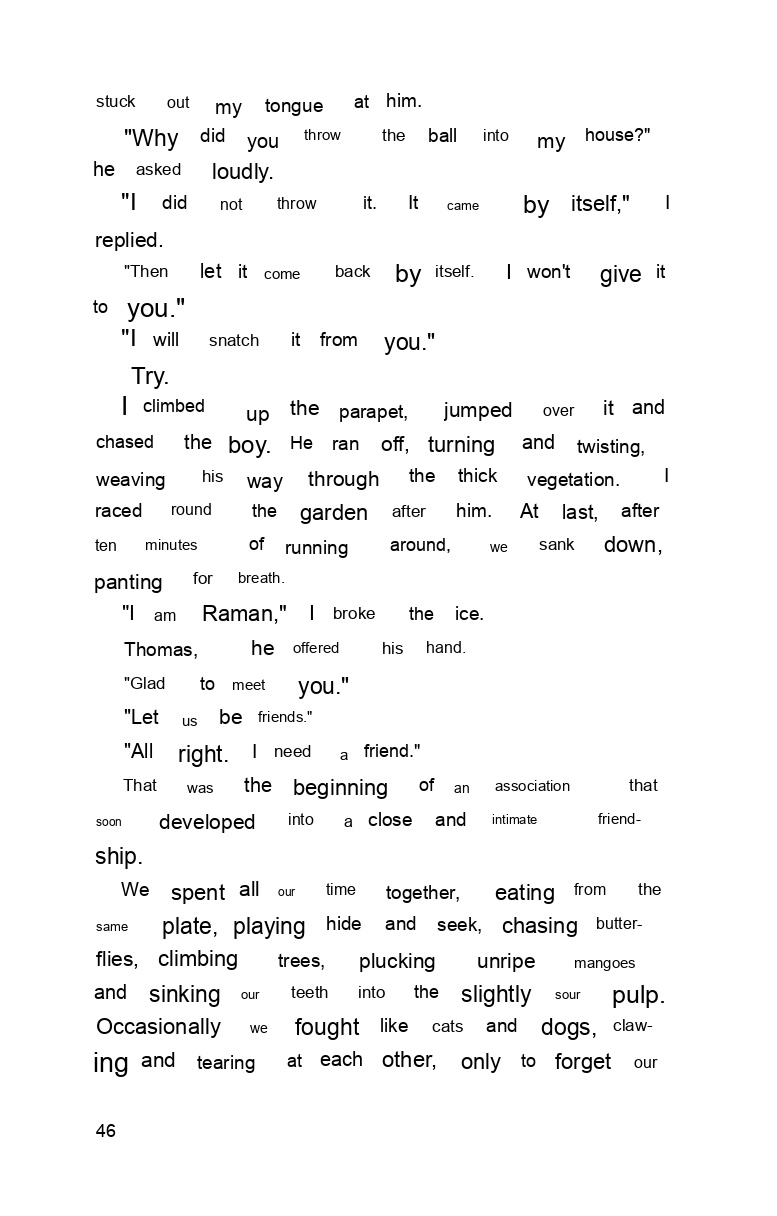 stuck out my tongue at him.
"Why did you throw the ball into my house?"
he asked loudly.
"I did not throw it. It came by itself," I
replied.
"Then let it come back by itself. I won't give it
to you."
"I will snatch it from you."
Try.
I climbed up the parapet, jumped over it and
chased the boy. He ran off, turning and twisting,
weaving his way through the thick vegetation. I
raced round the garden after him. At last, after
ten minutes of running around, we sank down,
panting for breath.
"I am Raman," I broke the ice.
Thomas, he offered his hand.
"Glad to meet you."
"Let us be friends."
"All right. I need a friend."
That was the beginning of an association that
soon developed into a close and intimate friend-
ship.
We spent all our time together, eating from the
same plate, playing hide and seek, chasing butter-
flies, climbing trees, plucking unripe mangoes
and sinking our teeth into the slightly sour pulp.
Occasionally we fought like cats and dogs, claw-
ing and tearing at each other, only to forget our
46